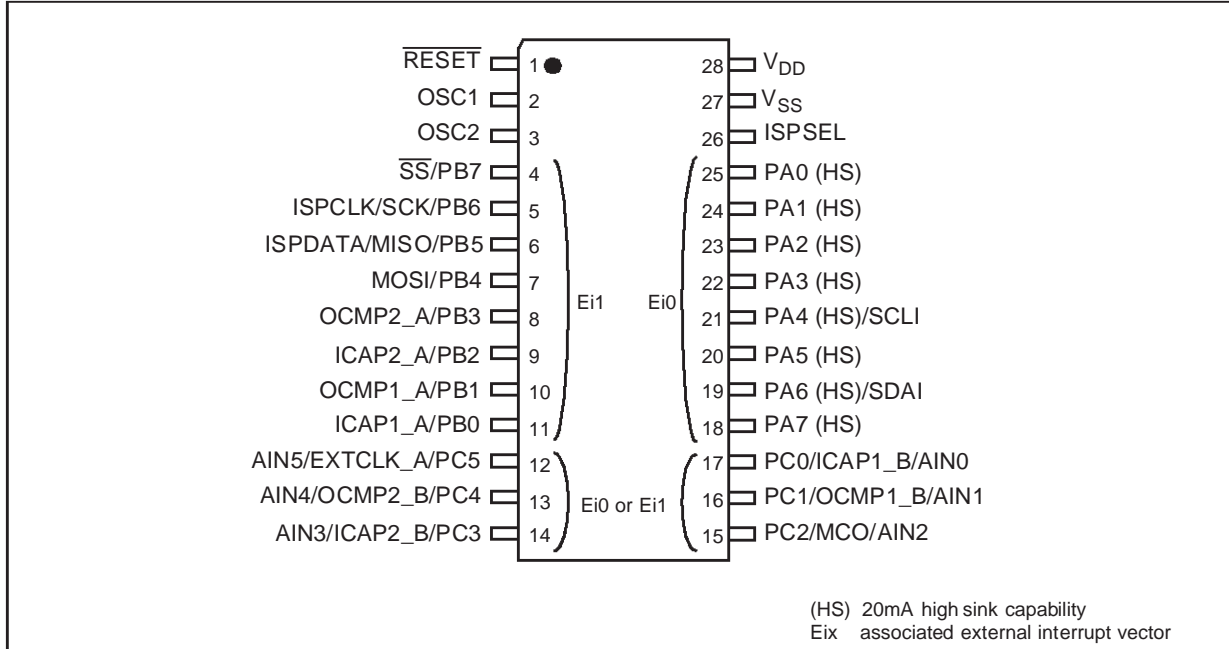 RESET 1 28 VDD
OSC1 2 27 VSS
OSC2 3 26 ISPSEL
SS/PB7 4 25 PA0 (HS)
ISPCLK/SCK/PB6 5 24 PA1 (HS)
ISPDATA/MISO/PB5 6 23 PA2 (HS)
MOSI/PB4 7 22 PA3 (HS)
Ei1 Ei0
OCMP2_A/PB3 8 21 PA4 (HS)/SCLI
ICAP2_A/PB2 9 20 PA5 (HS)
OCMP1_A/PB1 10 19 PA6 (HS)/SDAI
ICAP1_A/PB0 11 18 PA7 (HS)
AIN5/EXTCLK_A/PC5 12 17 PC0/ICAP1_B/AIN0
AIN4/OCMP2_B/PC4 13 Ei0 or Ei1 16 PC1/OCMP1_B/AIN1
AIN3/ICAP2_B/PC3 14 15 PC2/MCO/AIN2
(HS) 20mA high sink capability
Eix associated external interrupt vector